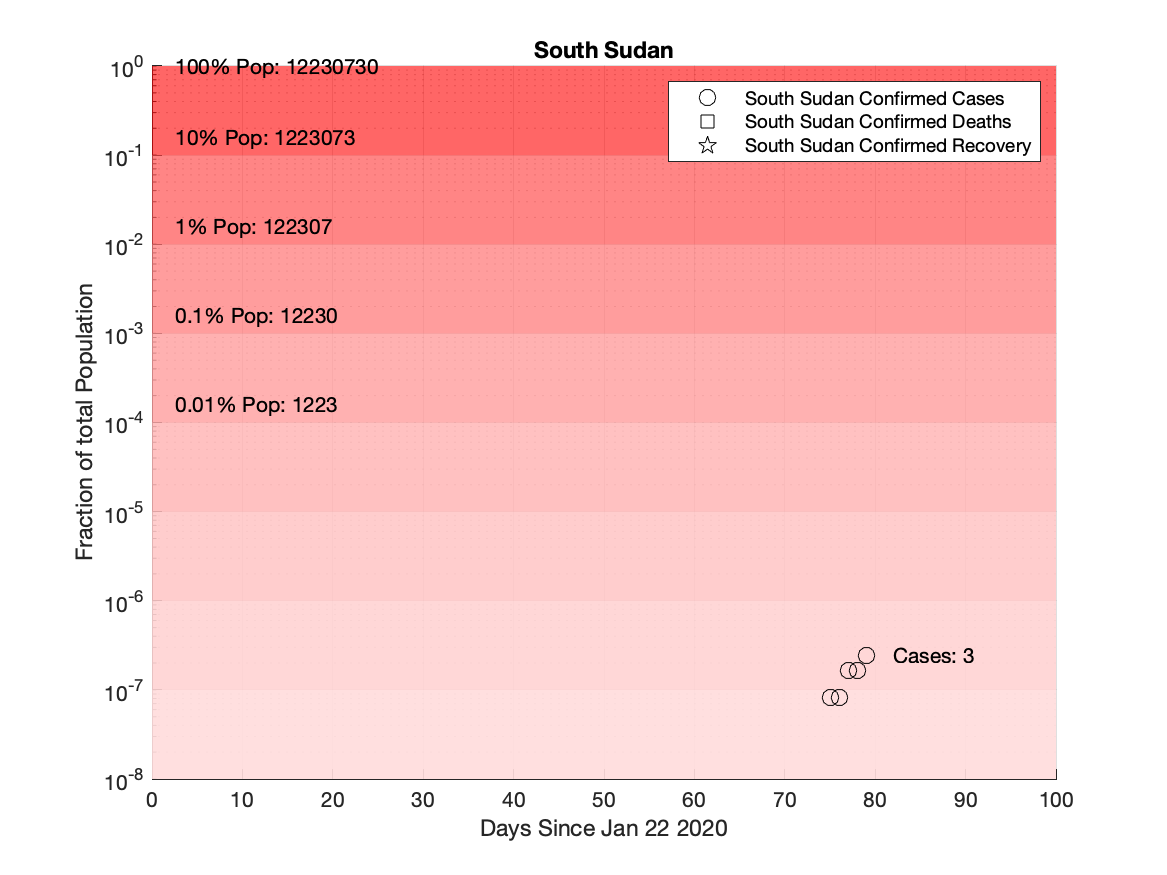 South Sudan
10^0
100% Pop: 12230730
South Sudan Confirmed Cases
South Sudan Confirmed Deaths
South Sudan Confirmed Recovery
10% Pop: 1223073
10^-1
1% Pop: 122307
10^-2
0.1% Pop: 12230
10^-3
0.01% Pop: 1223
10^-4
10^-5
10^-6
Cases: 3
10^-7
10^-8
Fraction of total Population
0 10 20 30 40 50 60 70 80 90 100
Days Since Jan 22 2020